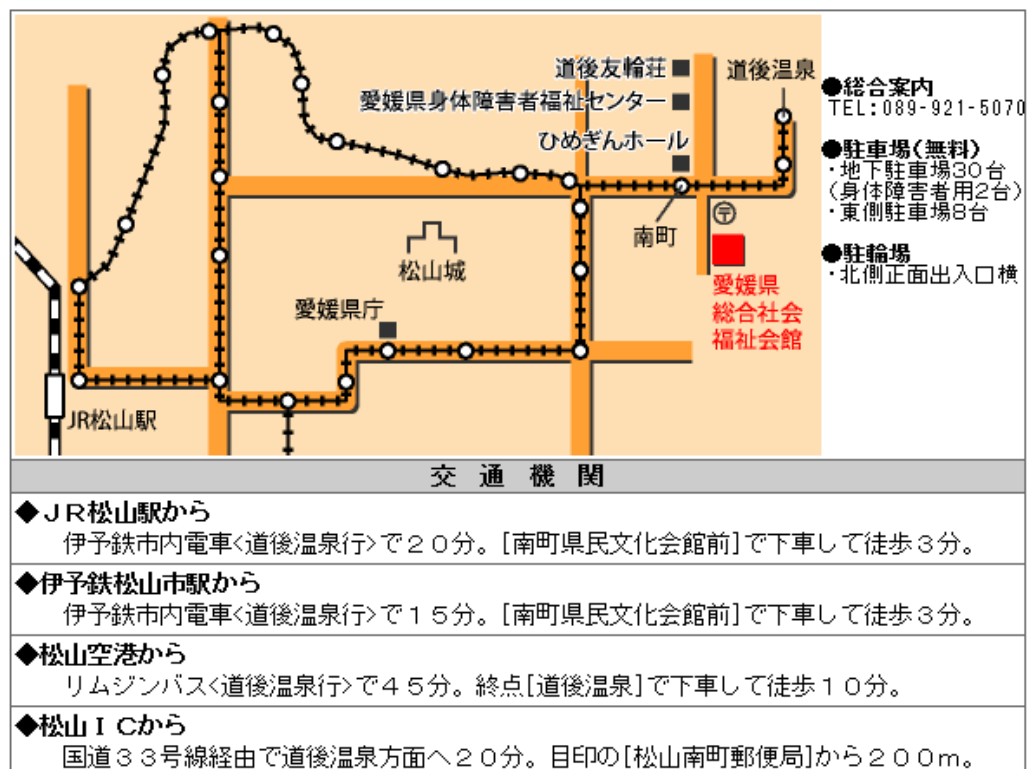 道後友輪荘
道後温泉
愛媛県身体障害者福祉センター
ひめぎんホール
南町
〒
松山城
愛媛県庁
愛媛県
総合社会
福祉会館
JR松山駅
●総合案内
TEL:089-921-5070
●駐車場(無料)
・地下駐車場30台
(身体障害者用2台)
・東側駐車場8台
●駐輪場
・北側正面出入口横
交 通 機 関
◆ＪＲ松山駅から
伊予鉄市内電車<道後温泉行>で２０分。[南町県民文化会館前]で下車して徒歩３分。
◆伊予鉄松山市駅から
伊予鉄市内電車<道後温泉行>で１５分。[南町県民文化会館前]で下車して徒歩３分。
◆松山空港から
リムジンバス<道後温泉行>で４５分。終点[道後温泉]で下車して徒歩１０分。
◆松山ＩＣから
国道３３号線経由で道後温泉方面へ２０分。目印の[松山南町郵便局]から２００ｍ。